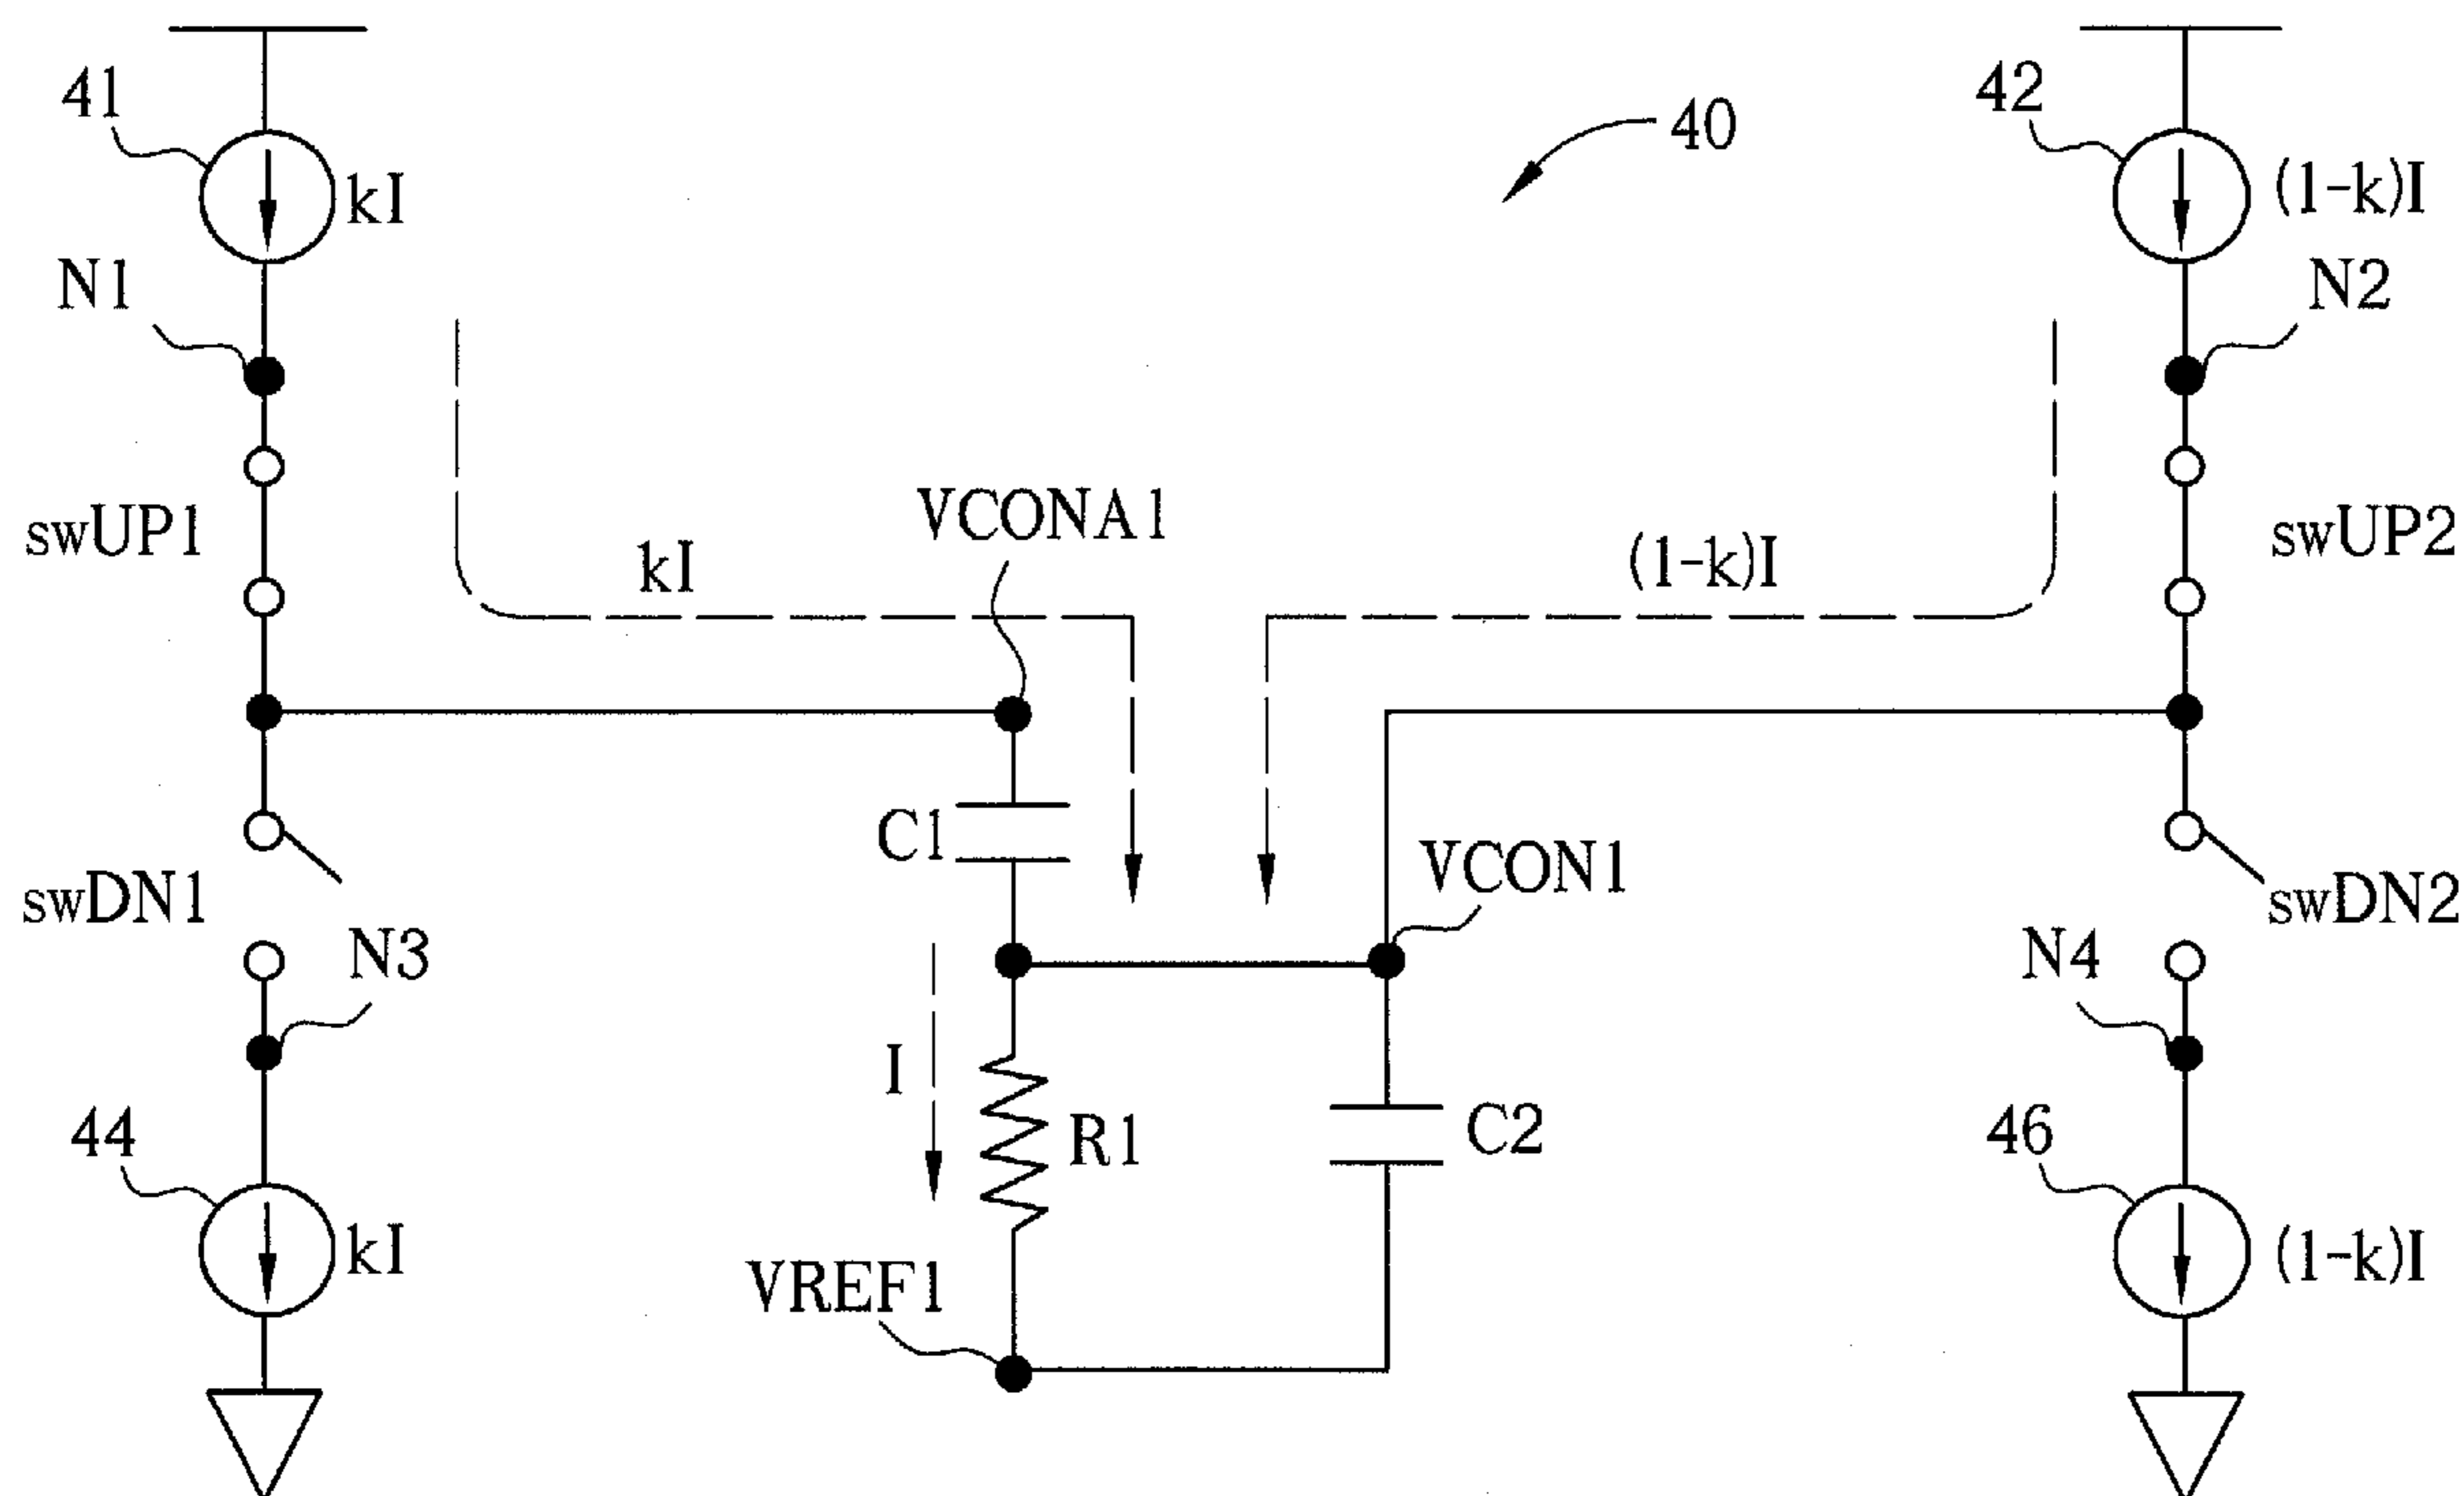 41
kI
40
42
(1-k)I
N1
N2
swUP1
VCONA1
kI
(1-k)I
swUP2
C1
VCON1
swDN1
N3
swDN2
N4
I
R1
C2
44
kI
VREF1
46
(1-k)I